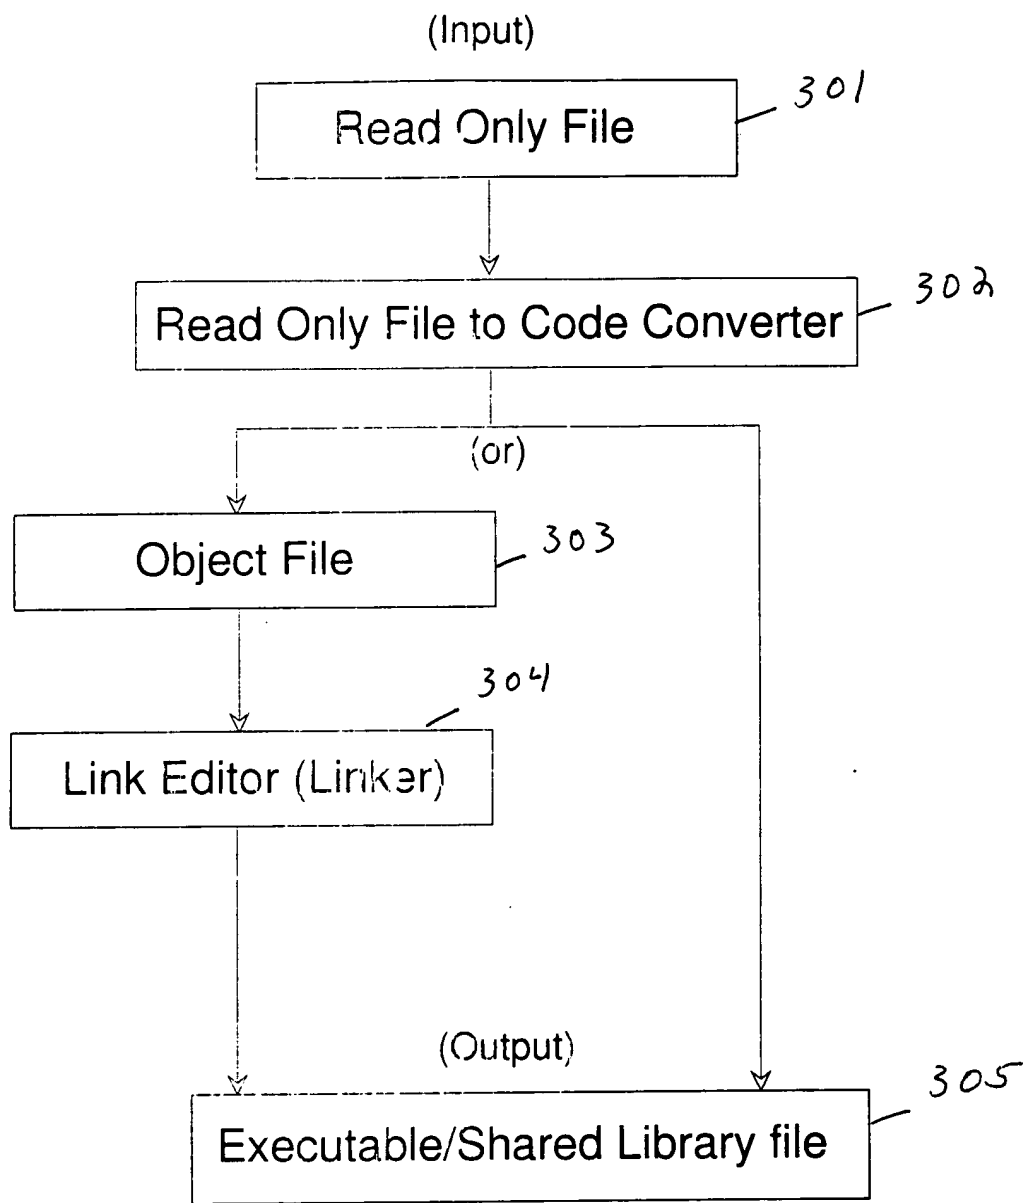 (Input)
Read Only File
301
Read Only File to Code Converter
302
(or)
Object File
303
304
Link Editor (Linker)
(Output)
305
Executable/Shared Library file